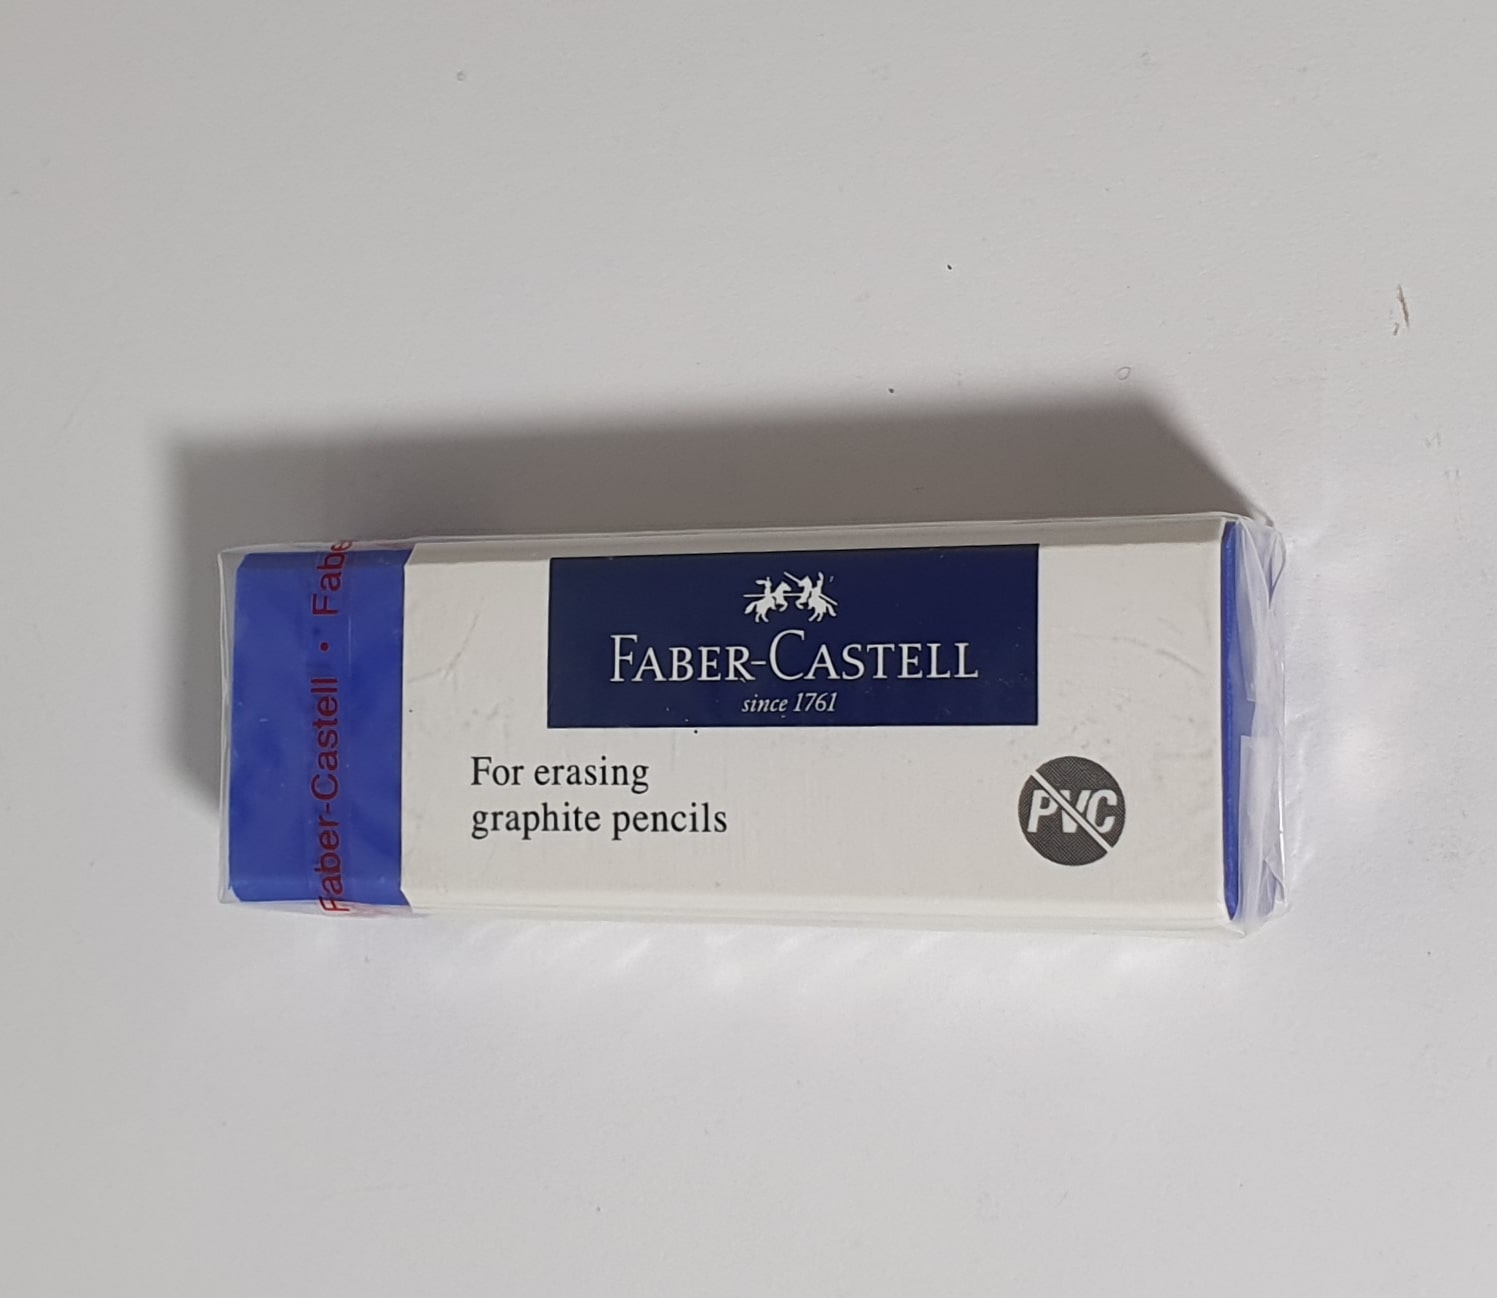 FABER-CASTELL
since 1761
For erasing
graphite pencils
PVC
Faber-Castell • Fabe